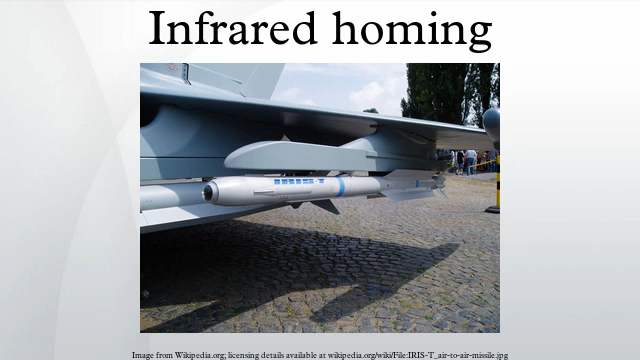 Infrared homing
IRIS-T
Image from Wikipedia.org; licensing details available at wikipedia.org/wiki/File:IRIS-T_air-to-air-missile.jpg